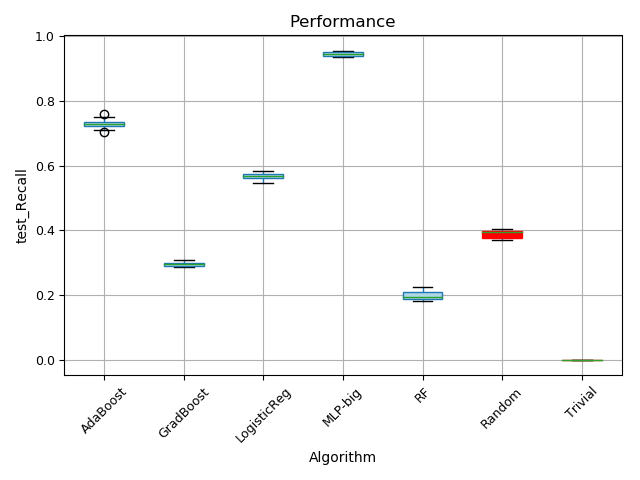 Performance
1.0
0.8
0.6
0.4
0.2
0.0
test_Recall
AdaBoost
GradBoost
LogisticReg
MLP-big
RF
Random
Trivial
Algorithm